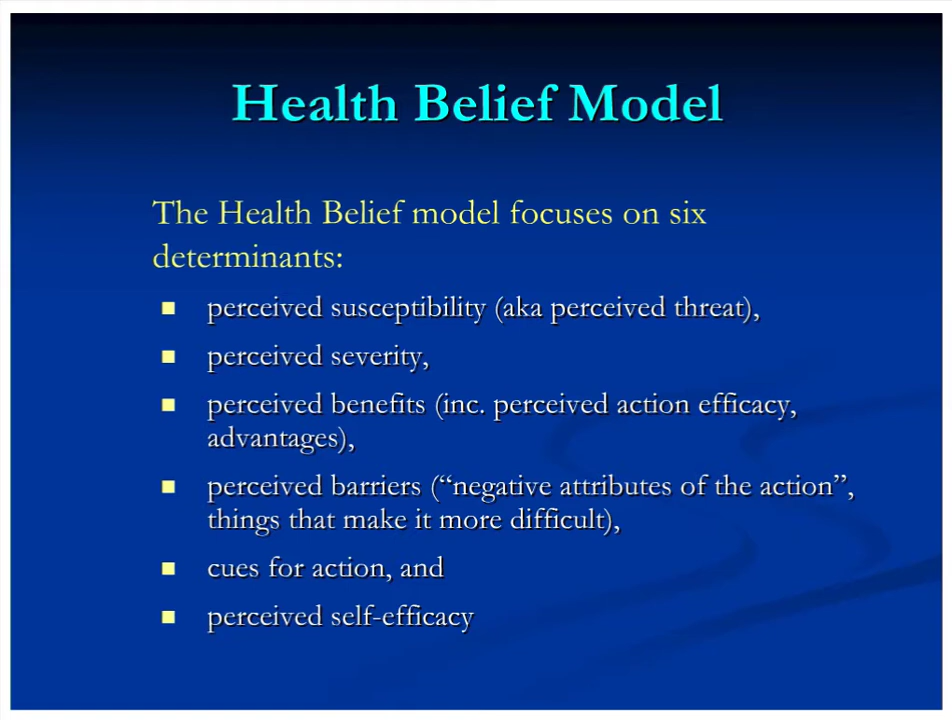 Health Belief Model
The Health Belief model focuses on six
determinants:
perceived susceptibility (aka perceived threat),
perceived severity,
perceived benefits (inc. perceived action efficacy,
advantages),
perceived barriers (“negative attributes of the action”,
things that make it more difficult),
cues for action, and
perceived self-efficacy